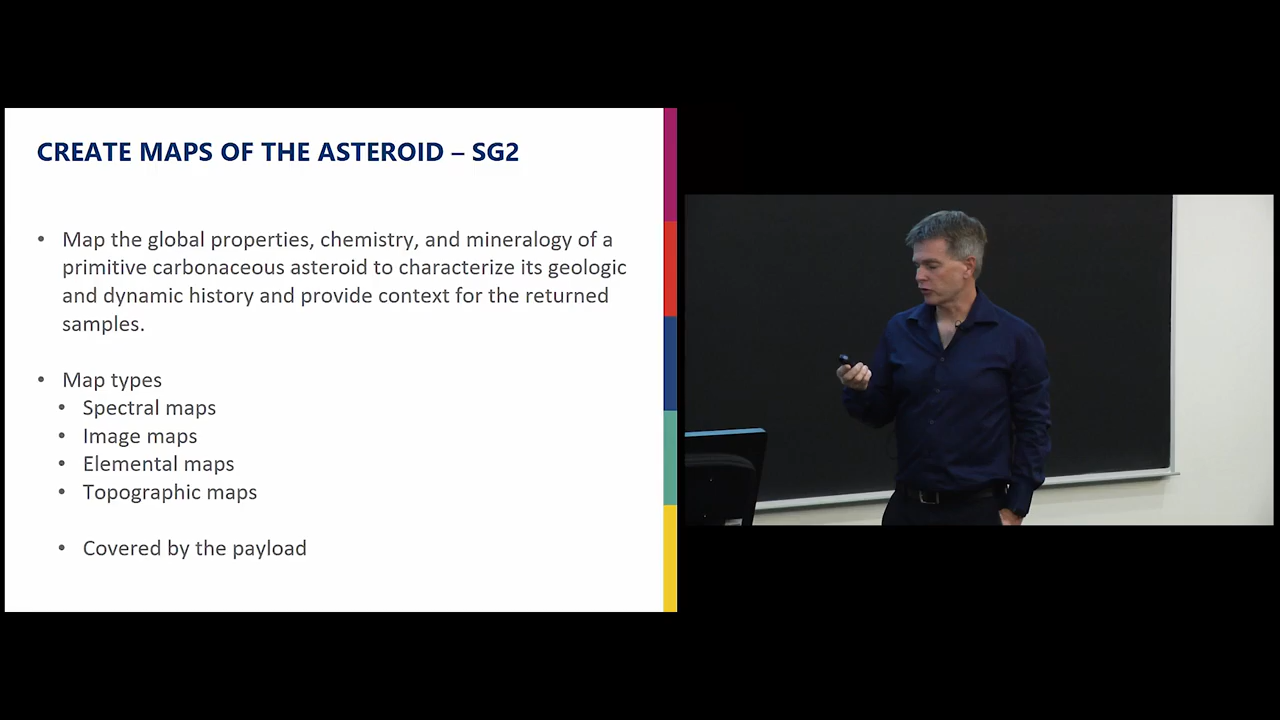 CREATE MAPS OF THE ASTEROID – SG2
• Map the global properties, chemistry, and mineralogy of a
primitive carbonaceous asteroid to characterize its geologic
and dynamic history and provide context for the returned
samples.
• Map types
• Spectral maps
• Image maps
• Elemental maps
• Topographic maps
• Covered by the payload